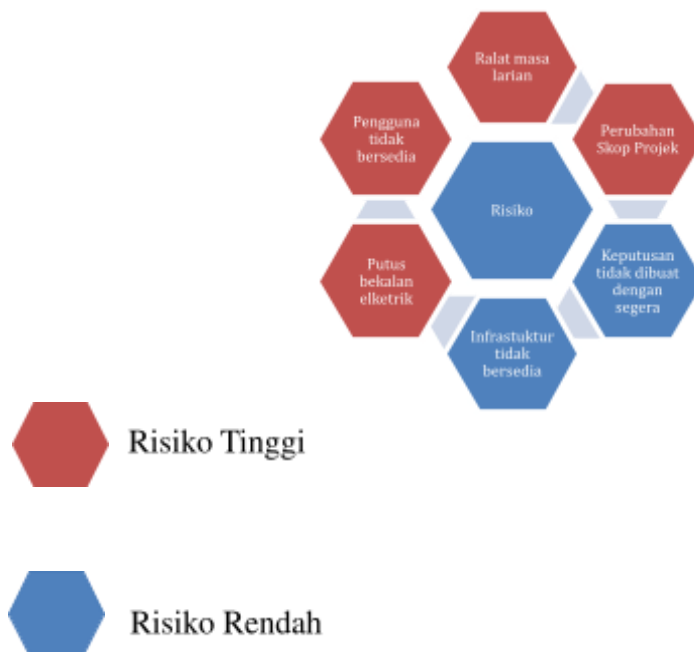 Ralat masa
larian
Pengguna
tidak
bersedia
Perubahan
Skop Projek
Risiko
Putus
bekalan
elketrik
Keputusan
tidak dibuat
dengan
segera
Infrastuktur
tidak
bersedia
Risiko Tinggi
Risiko Rendah